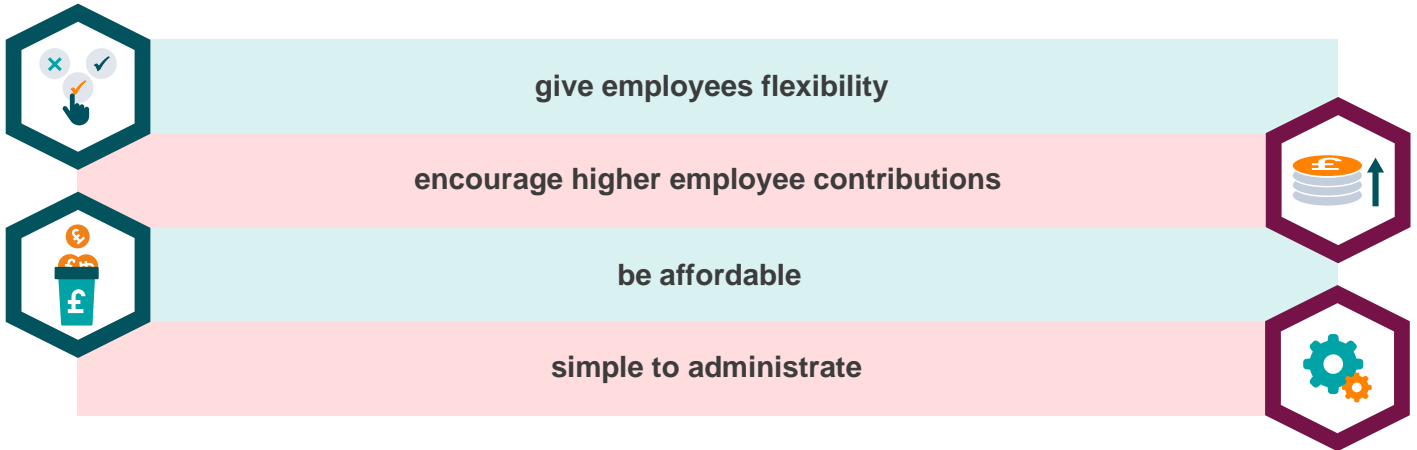 give employees flexibility
encourage higher employee contributions
£
£
£ £
be affordable
£
simple to administrate